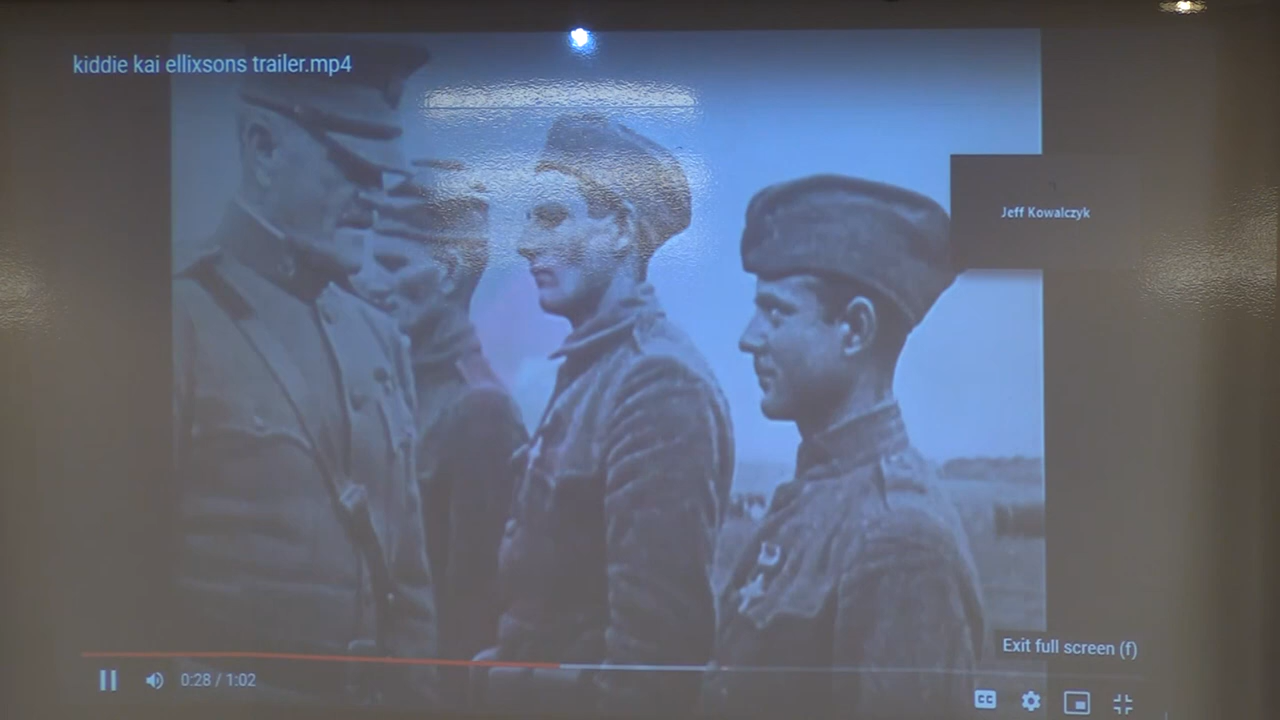 kiddie kai ellixsons trailer.mp4
Jeff Kowalczyk
Exit full screen (f)
0:28 / 1:02
CC